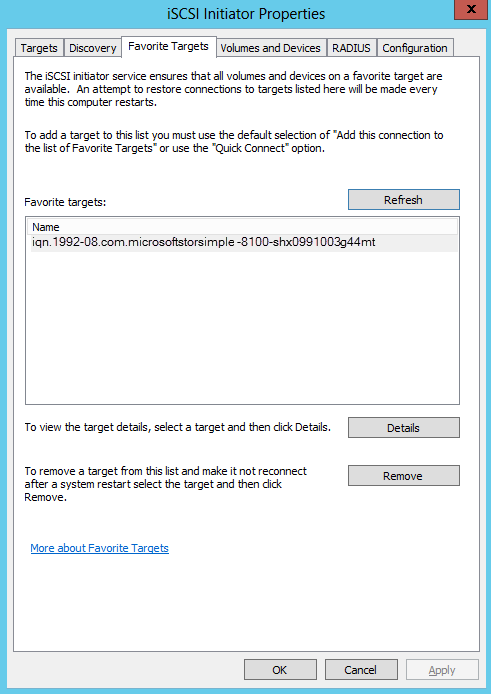 iSCSI Initiator Properties
x
Targets Discovery Favorite Targets Volumes and Devices RADIUS Configuration
The iSCSI initiator service ensures that all volumes and devices on a favorite target are
available. An attempt to restore connections to targets listed here will be made every
time this computer restarts.
To add a target to this list you must use the default selection of "Add this connection to
the list of Favorite Targets" or use the "Quick Connect" option.
Favorite targets:
Refresh
Name
iqn.1992-08.com.microsoftstorsimple -8100-shx0991003g44mt
To view the target details, select a target and then click Details.
Details
To remove a target from this list and make it not reconnect
after a system restart select the target and then click
Remove.
Remove
More about Favorite Targets
OK Cancel Apply